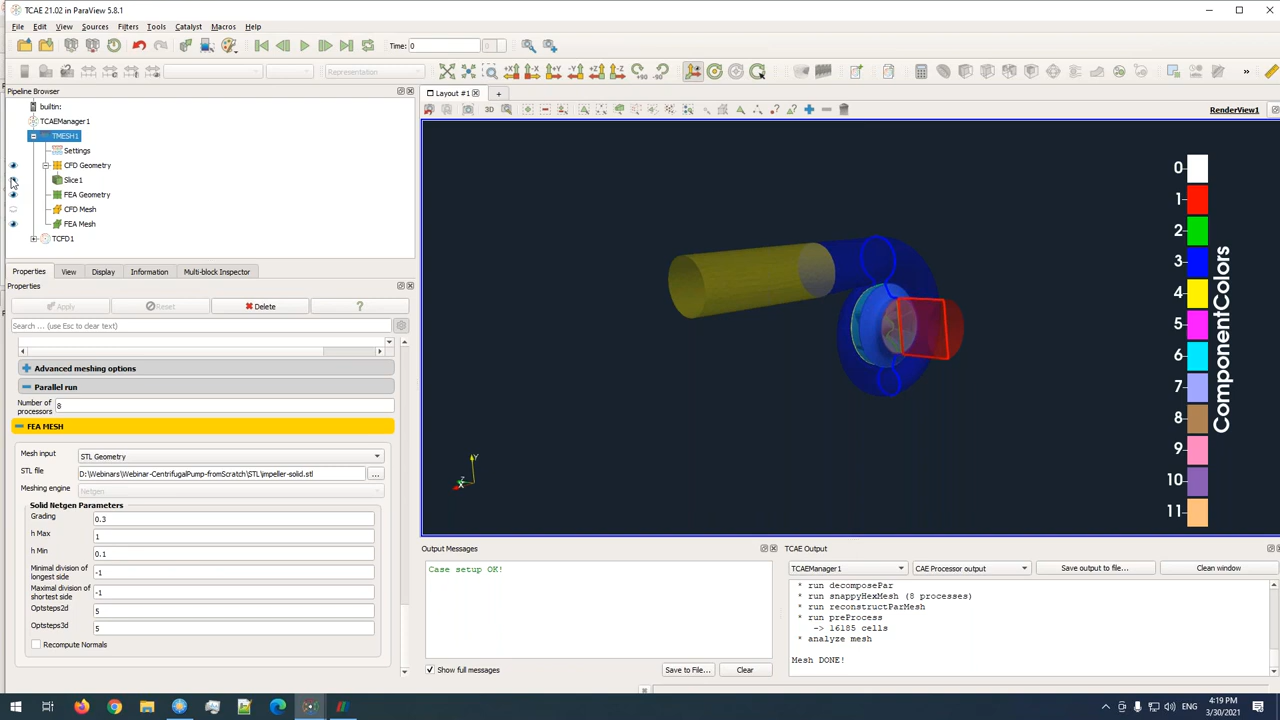 TCAE 21.02 in ParaView 5.8.1
File Edit View Sources Filters Tools Catalyst Macros Help
Time: 0 0
Representation
Pipeline Browser
Layout #1
builtin:
TCAEManager1
TMESH1
Settings
CFD Geometry
Slice1
FEA Geometry
CFD Mesh
FEA Mesh
TCFD1
3D
RenderView1
Properties View Display Information Multi-block Inspector
Properties
Apply Reset Delete ?
Search ... (use Esc to clear text)
Advanced meshing options
Parallel run
Number of processors 8
FEA MESH
Mesh input STL Geometry
STL file D:\Webinars\Webinar-CentrifugalPump-fromScratch\STL\impeller-solid.stl ...
Meshing engine Netgen
Solid Netgen Parameters
Grading 0.3
h Max 1
h Min 0.1
Minimal division of longest side -1
Maximal division of shortest side -1
Optsteps2d 5
Optsteps3d 5
Recompute Normals
0
1
2
3
4
5
6
7
8
9
10
11
ComponentColors
Y
X
Output Messages
Case setup OK!
Show full messages Save to File... Clear
TCAE Output
TCAEManager1 CAE Processor output Save output to file... Clean window
* run decomposePar
* run snappyHexMesh (8 processes)
* run reconstructParMesh
* run preProcess
-> 16185 cells
* analyze mesh
Mesh DONE!
ENG
4:19 PM
3/30/2021